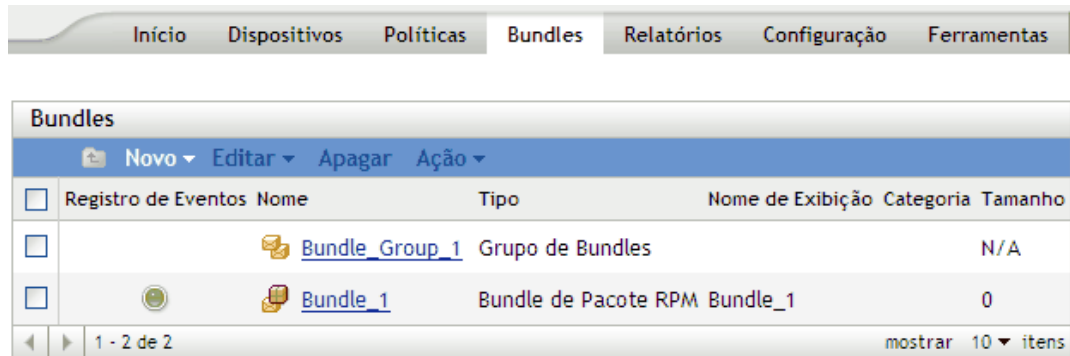 Início Dispositivos Políticas Bundles Relatórios Configuração Ferramentas
Bundles
Novo Editar Apagar Ação
Registro de Eventos Nome Tipo Nome de Exibição Categoria Tamanho
Bundle_Group_1 Grupo de Bundles N/A
Bundle_1 Bundle de Pacote RPM Bundle_1 0
1 - 2 de 2 mostrar 10 itens